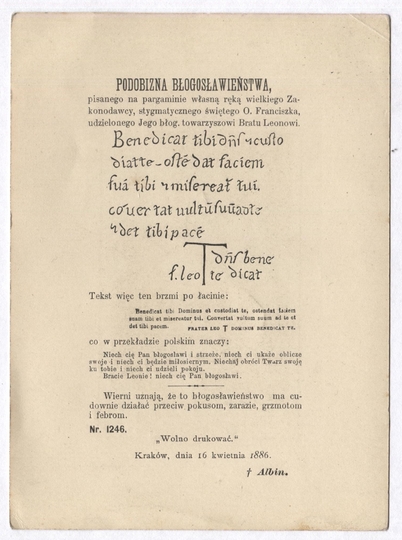 PODOBIZNA BŁOGOSŁAWIEŃSTWA,
pisanego na pargaminie własną ręką wielkiego Za-
konodawcy, stygmatycznego świętego O. Franciszka,
udzielonego Jego błog. towarzyszowi Bratu Leonowi.
Benedicat tibi dñs ⁊ custo
diat te - ostēdat faciem
suā tibi ⁊ misereat̄ tui.
cōuertat uultū suū ad te
⁊ det tibi pacē
dñs bene
f. leo T te dicat
Tekst więc ten brzmi po łacinie:
Benedicat tibi Dominus et custodiat te, ostendat faciem
suam tibi et misereatur tui. Convertat vultum suum ad te et
det tibi pacem. FRATER LEO T DOMINUS BENEDICAT TE.
co w przekładzie polskim znaczy:
Niech cię Pan błogosławi i strzeże, niech ci ukaże oblicze
swoje i niech ci będzie miłosiernym. Niechaj obróci Twarz swoją
ku tobie i niech ci udzieli pokoju.
Bracie Leonie! niech cię Pan błogosławi.
Wierni uznają, że to błogosławieństwo ma cu-
downie działać przeciw pokusom, zarazie, grzmotom
i febrom.
Nr. 1246.
„Wolno drukować."
Kraków, dnia 16 kwietnia 1886.
† Albin.